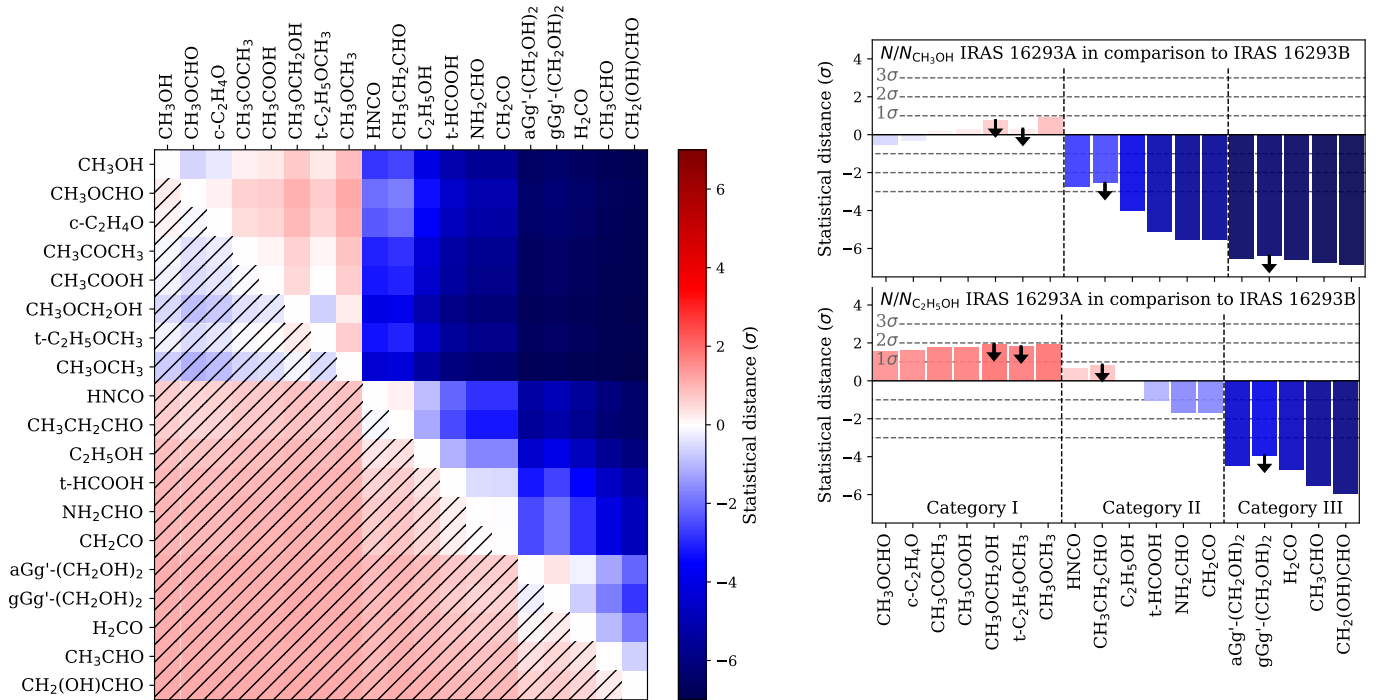 CH₃OH
CH₃OCHO
c-C₂H₄O
CH₃COCH₃
CH₃COOH
CH₃OCH₂OH
t-C₂H₅OCH₃
CH₃OCH₃
HNCO
CH₃CH₂CHO
C₂H₅OH
t-HCOOH
NH₂CHO
CH₂CO
aGg'-(CH₂OH)₂
gGg'-(CH₂OH)₂
H₂CO
CH₃CHO
CH₂(OH)CHO
CH₃OH
CH₃OCHO
c-C₂H₄O
CH₃COCH₃
CH₃COOH
CH₃OCH₂OH
t-C₂H₅OCH₃
CH₃OCH₃
HNCO
CH₃CH₂CHO
C₂H₅OH
t-HCOOH
NH₂CHO
CH₂CO
aGg'-(CH₂OH)₂
gGg'-(CH₂OH)₂
H₂CO
CH₃CHO
CH₂(OH)CHO
6
4
2
0
−2
−4
−6
Statistical distance (σ)
N/N_CH₃OH IRAS 16293A in comparison to IRAS 16293B
3σ
2σ
1σ
4
2
0
−2
−4
−6
Statistical distance (σ)
N/N_C₂H₅OH IRAS 16293A in comparison to IRAS 16293B
3σ
2σ
1σ
4
2
0
−2
−4
−6
Statistical distance (σ)
Category I
Category II
Category III
CH₃OCHO
c-C₂H₄O
CH₃COCH₃
CH₃COOH
CH₃OCH₂OH
t-C₂H₅OCH₃
CH₃OCH₃
HNCO
CH₃CH₂CHO
C₂H₅OH
t-HCOOH
NH₂CHO
CH₂CO
aGg'-(CH₂OH)₂
gGg'-(CH₂OH)₂
H₂CO
CH₃CHO
CH₂(OH)CHO